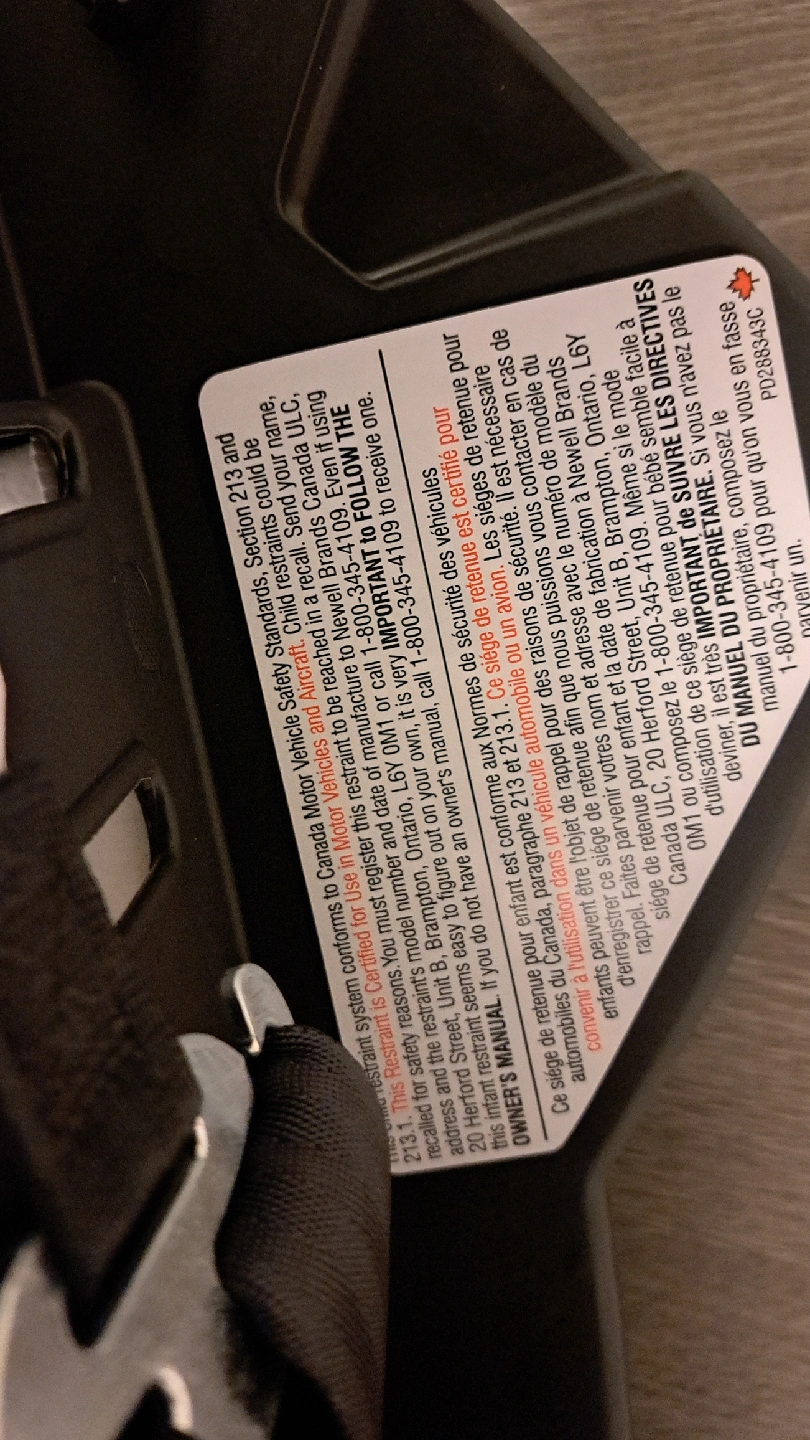 This child restraint system conforms to Canada Motor Vehicle Safety Standards, Section 213 and
213.1. This Restraint is Certified for Use in Motor Vehicles and Aircraft. Child restraints could be
recalled for safety reasons.You must register this restraint to be reached in a recall. Send your name,
address and the restraint's model number and date of manufacture to Newell Brands Canada ULC,
20 Herford Street, Unit B, Brampton, Ontario, L6Y 0M1 or call 1-800-345-4109. Even if using
this infant restraint seems easy to figure out on your own, it is very IMPORTANT to FOLLOW THE
OWNER'S MANUAL. If you do not have an owner's manual, call 1-800-345-4109 to receive one.
Ce siége de retenue pour enfant est conforme aux Normes de sécurité des véhicules
automobiles du Canada, paragraphe 213 et 213.1. Ce siége de retenue est certifié pour
convenir à l'utilisation dans un véhicule automobile ou un avion. Les siéges de retenue pour
enfants peuvent être l'objet de rappel pour des raisons de sécurité. Il est nécessaire
d'enregistrer ce siége de retenue afin que nous puissions vous contacter en cas de
rappel. Faites parvenir votres nom et adresse avec le numéro de modèle du
siége de retenue pour enfant et la date de fabrication à Newell Brands
Canada ULC, 20 Herford Street, Unit B, Brampton, Ontario, L6Y
0M1 ou composez le 1-800-345-4109. Même si le mode
d'utilisation de ce siége de retenue pour bébé semble facile à
deviner, il est très IMPORTANT de SUIVRE LES DIRECTIVES
DU MANUEL DU PROPRIÉTAIRE. Si vous n'avez pas le
manuel du propriétaire, composez le
1-800-345-4109 pour qu'on vous en fasse
parvenir un.
PD288343C